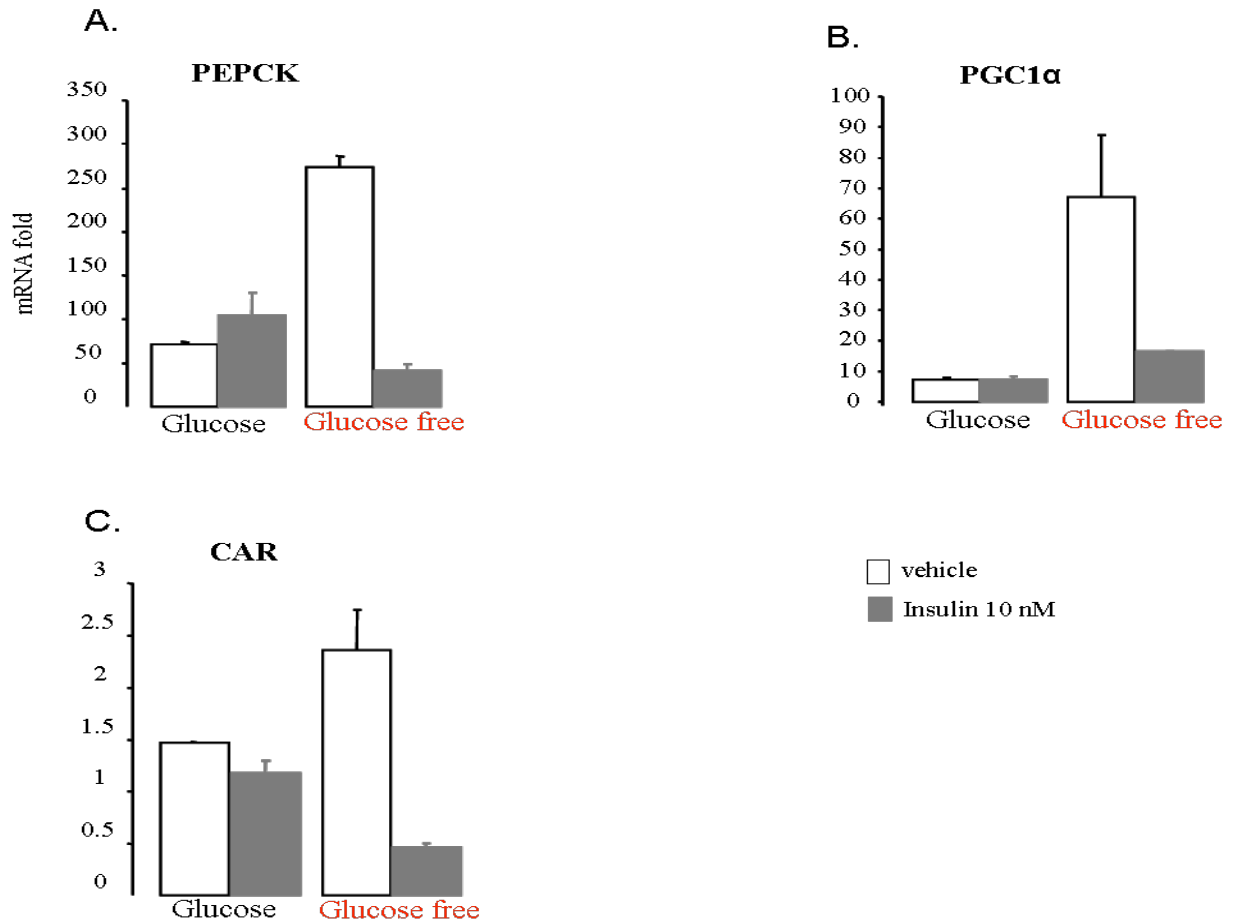 A.
PEPCK
350
300
250
200
150
100
50
0
mRNA fold
Glucose
Glucose free
B.
PGC1α
100
90
80
70
60
50
40
30
20
10
0
Glucose
Glucose free
C.
CAR
3
2.5
2
1.5
1
0.5
0
Glucose
Glucose free
vehicle
Insulin 10 nM